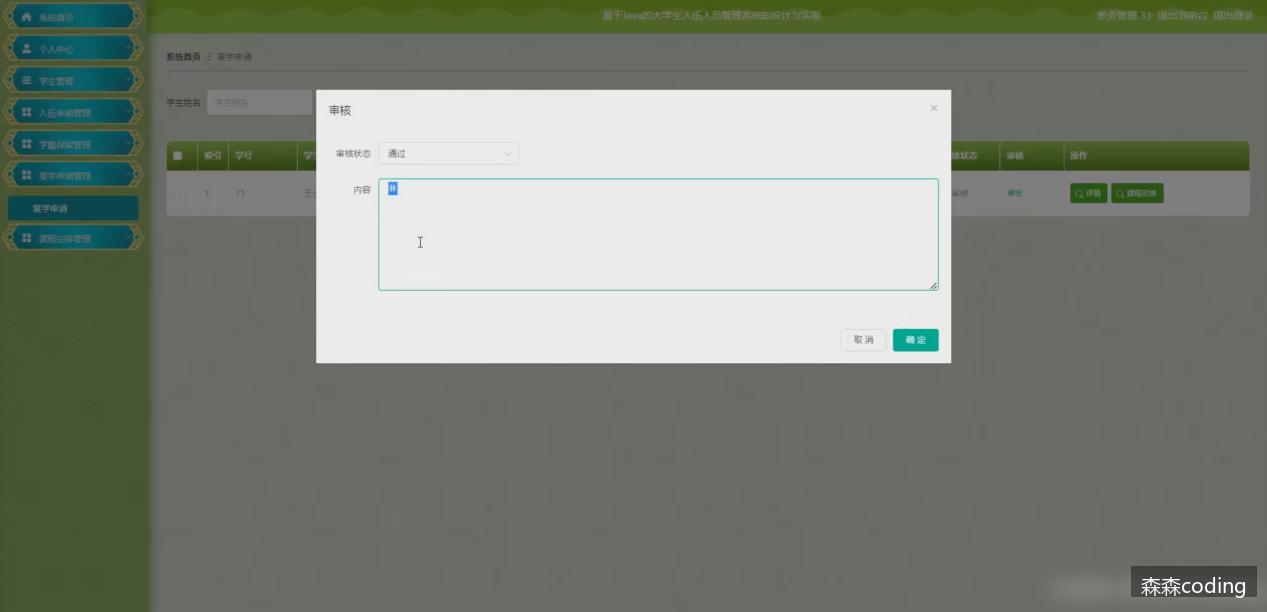 系统首页
基于Java的大学生入伍人员管理系统的设计与实现
教务管理 33 退出到前台 退出登录
个人中心
系统首页 Ξ 复学申请
学生管理
学生姓名 学生姓名
入伍申请管理
审核
×
学籍保留管理
审核状态 通过
索引 学号
核状态 审核 操作
复学申请管理
内容
1 11 王
审核 审核 详情 课程安排
复学申请
课程安排管理
取消 确定
森森coding